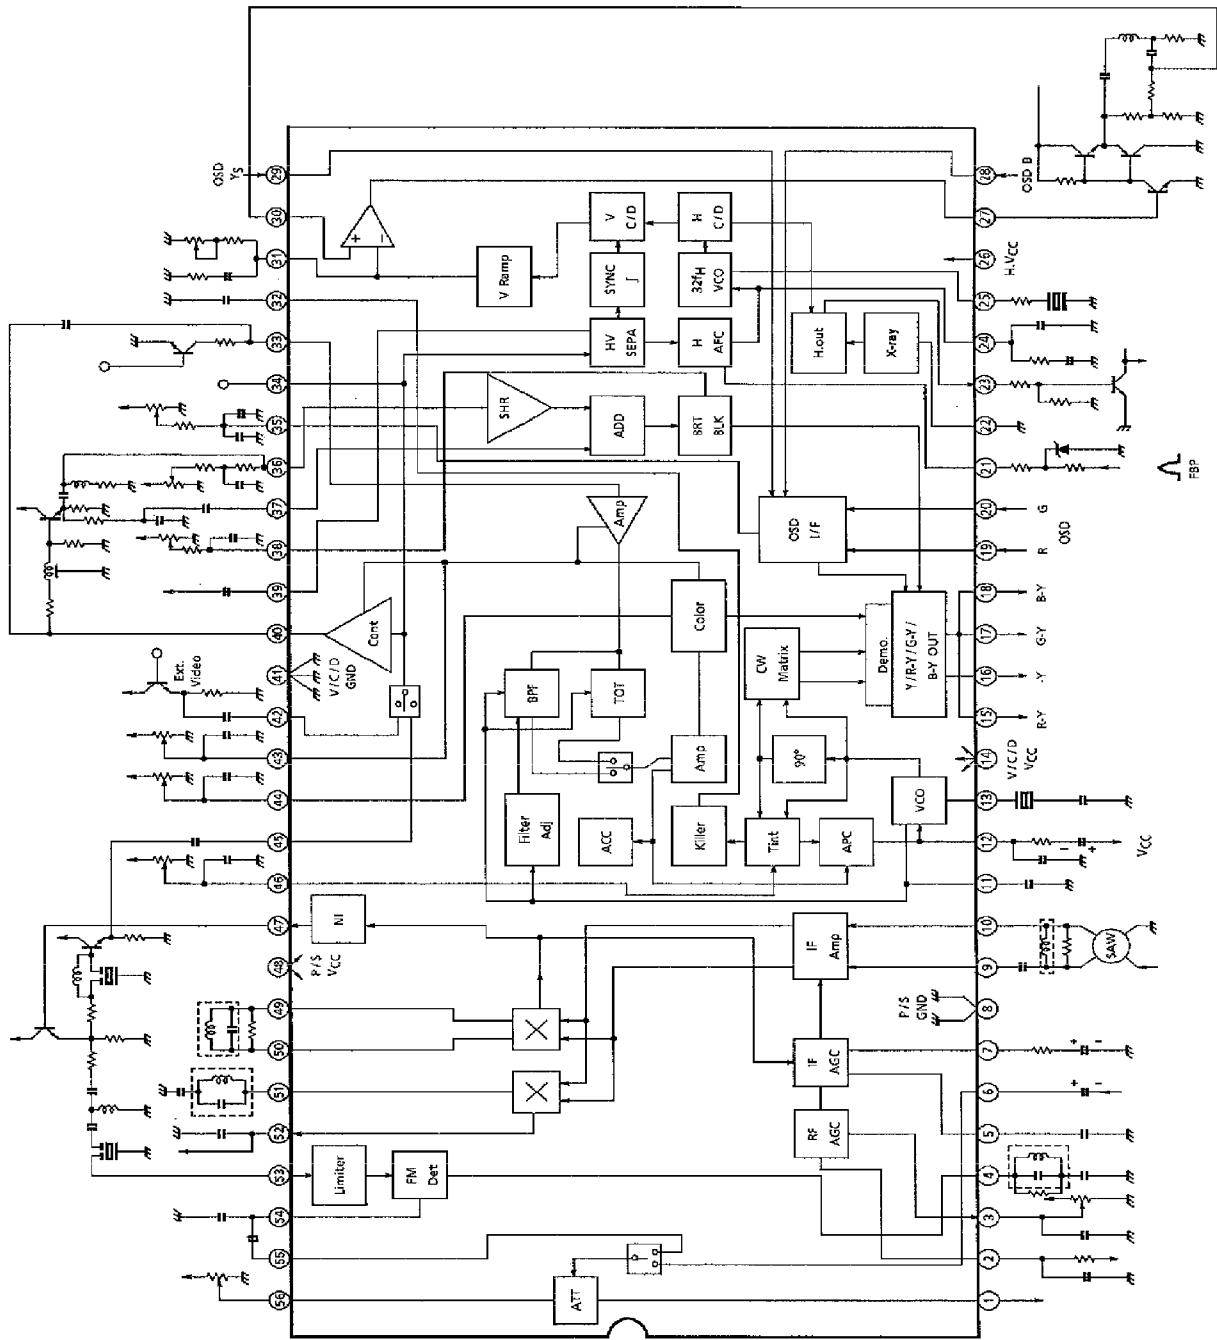 OSD
YS
29
30
31
32
33
34
35
36
37
38
39
40
41
V/C/D
GND
Ext.
Video
42
43
44
45
46
47
48
P/S
VCC
49
50
51
52
53
54
55
56
+
−
V Ramp
V
C/D
H
C/D
SYNC
32fH
VCO
HV
SEPA
H
AFC
H.out
X-ray
SHR
ADD
BRT
BLK
Amp
OSD
I/F
Cont
Color
CW
Matrix
Demo.
Y/R-Y/G-Y/
B-Y OUT
BPF
TOT
Amp
90°
VCO
Filter
Adj
ACC
Killer
Tint
APC
NI
IF
Amp
IF
AGC
RF
AGC
Limiter
FM
Det
ATT
28
OSD B
27
26
H.VCC
25
24
23
22
21
FBP
20
G
OSD
19
R
18
B-Y
17
G-Y
16
-Y
15
R-Y
14
V/C/D
VCC
13
12
−
+
VCC
11
10
9
SAW
8
P/S
GND
7
+
−
6
+
−
5
4
3
2
1